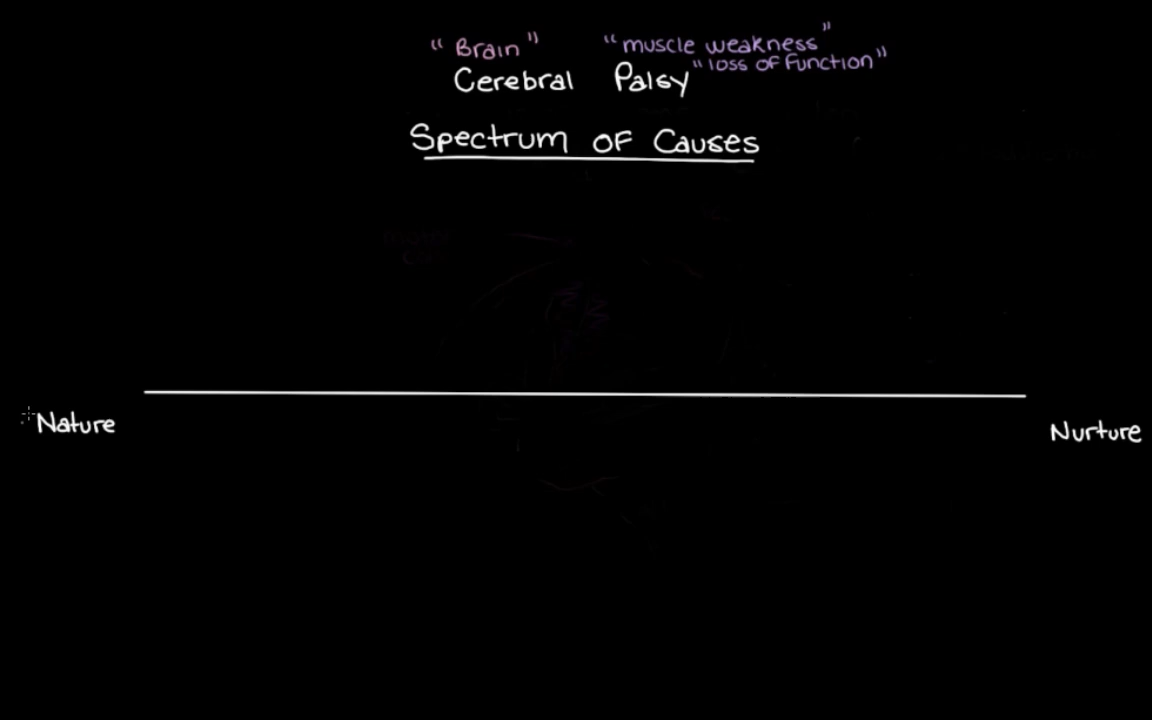 "Brain" "muscle weakness"
Cerebral Palsy "loss of function"
Spectrum of Causes
Nature
Nurture